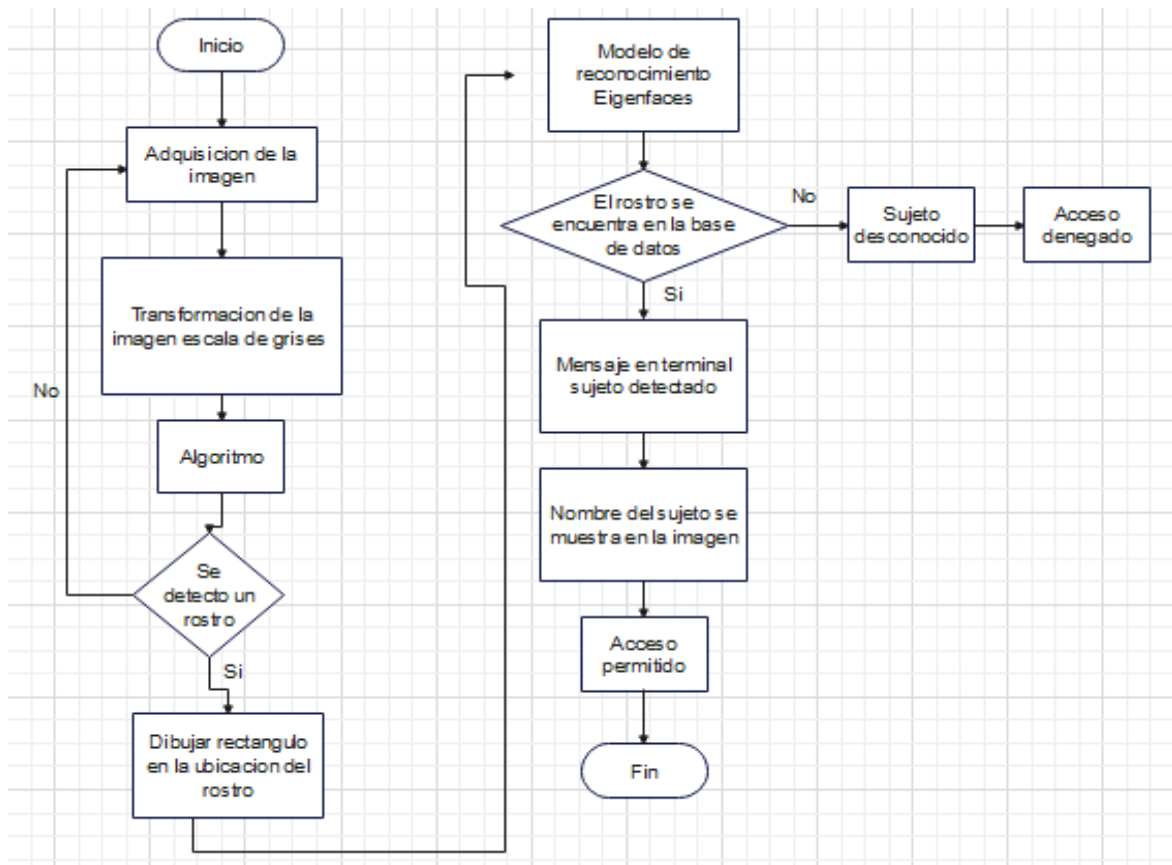 Inicio
Adquisicion de la
imagen
Transformacion de la
imagen escala de grises
No
Algoritmo
Se
detecto un
rostro
Si
Dibujar rectangulo
en la ubicacion del
rostro
Modelo de
reconocimiento
Eigenfaces
El rostro se
encuentra en la base
de datos
No
Sujeto
desconocido
Acceso
denegado
Si
Mensaje en terminal
sujeto detectado
Nombre del sujeto se
muestra en la imagen
Acceso
permitido
Fin